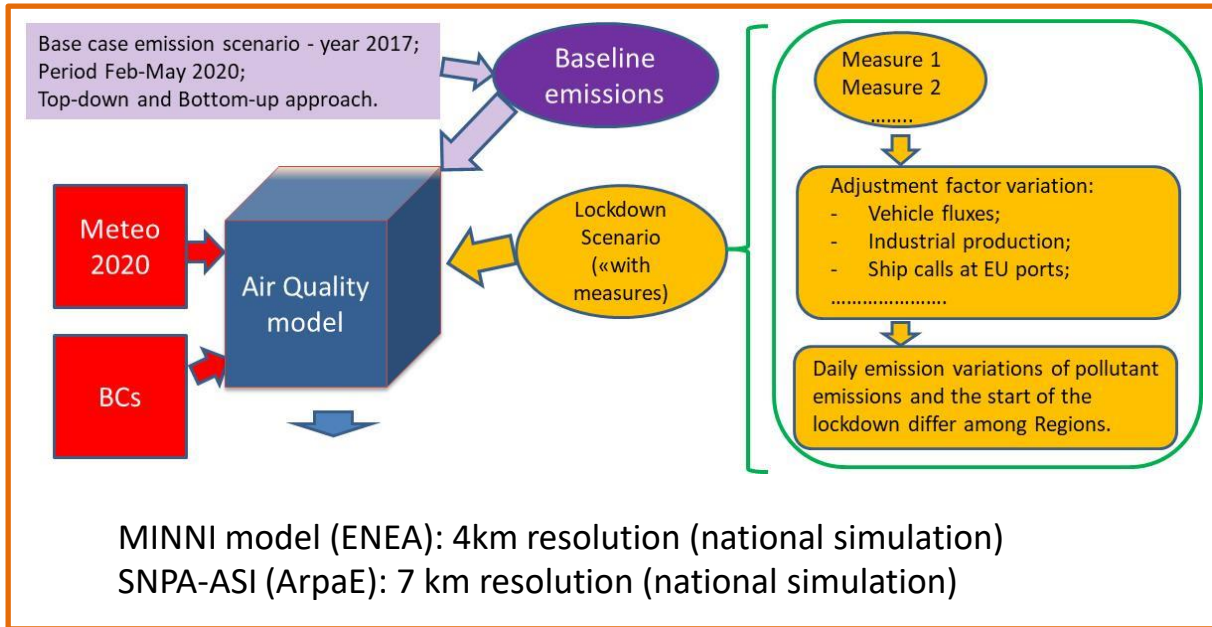 Base case emission scenario - year 2017;
Period Feb-May 2020;
Top-down and Bottom-up approach.
Baseline
emissions
Meteo
2020
BCs
Air Quality
model
Lockdown
Scenario
(«with
measures)
Measure 1
Measure 2
……..
Adjustment factor variation:
- Vehicle fluxes;
- Industrial production;
- Ship calls at EU ports;
………………….
Daily emission variations of pollutant
emissions and the start of the
lockdown differ among Regions.
MINNI model (ENEA): 4km resolution (national simulation)
SNPA-ASI (ArpaE): 7 km resolution (national simulation)